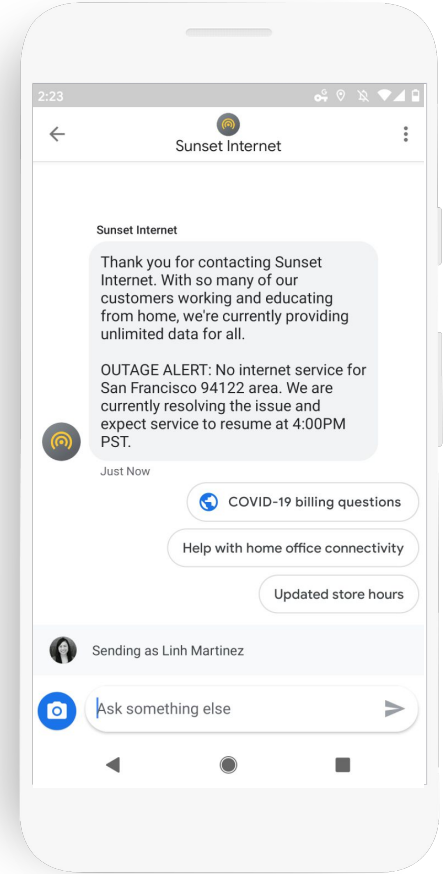 2:23
Sunset Internet
Sunset Internet
Thank you for contacting Sunset
Internet. With so many of our
customers working and educating
from home, we're currently providing
unlimited data for all.
OUTAGE ALERT: No internet service for
San Francisco 94122 area. We are
currently resolving the issue and
expect service to resume at 4:00PM
PST.
Just Now
COVID-19 billing questions
Help with home office connectivity
Updated store hours
Sending as Linh Martinez
Ask something else